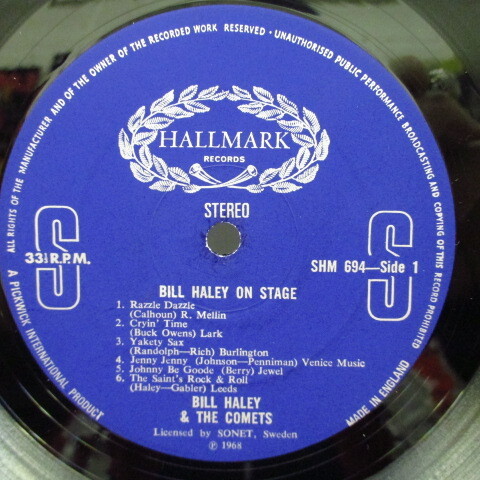 ALL RIGHTS OF THE MANUFACTURER AND OF THE OWNER OF THE RECORDED WORK RESERVED · UNAUTHORISED PUBLIC PERFORMANCE BROADCASTING AND COPYING OF THIS RECORD PROHIBITED
HALLMARK
RECORDS
STEREO
S
S
33⅓ R.P.M.
SHM 694—Side 1
BILL HALEY ON STAGE
1. Razzle Dazzle
(Calhoun) R. Mellin
2. Cryin' Time
(Buck Owens) Lark
3. Yakety Sax
(Randolph—Rich) Burlington
4. Jenny Jenny (Johnson—Penniman) Venice Music
5. Johnny Be Goode (Berry) Jewel
6. The Saint's Rock & Roll
(Haley—Gabler) Leeds
BILL HALEY
& THE COMETS
Licensed by SONET, Sweden
℗ 1968
A PICKWICK INTERNATIONAL PRODUCT
MADE IN ENGLAND